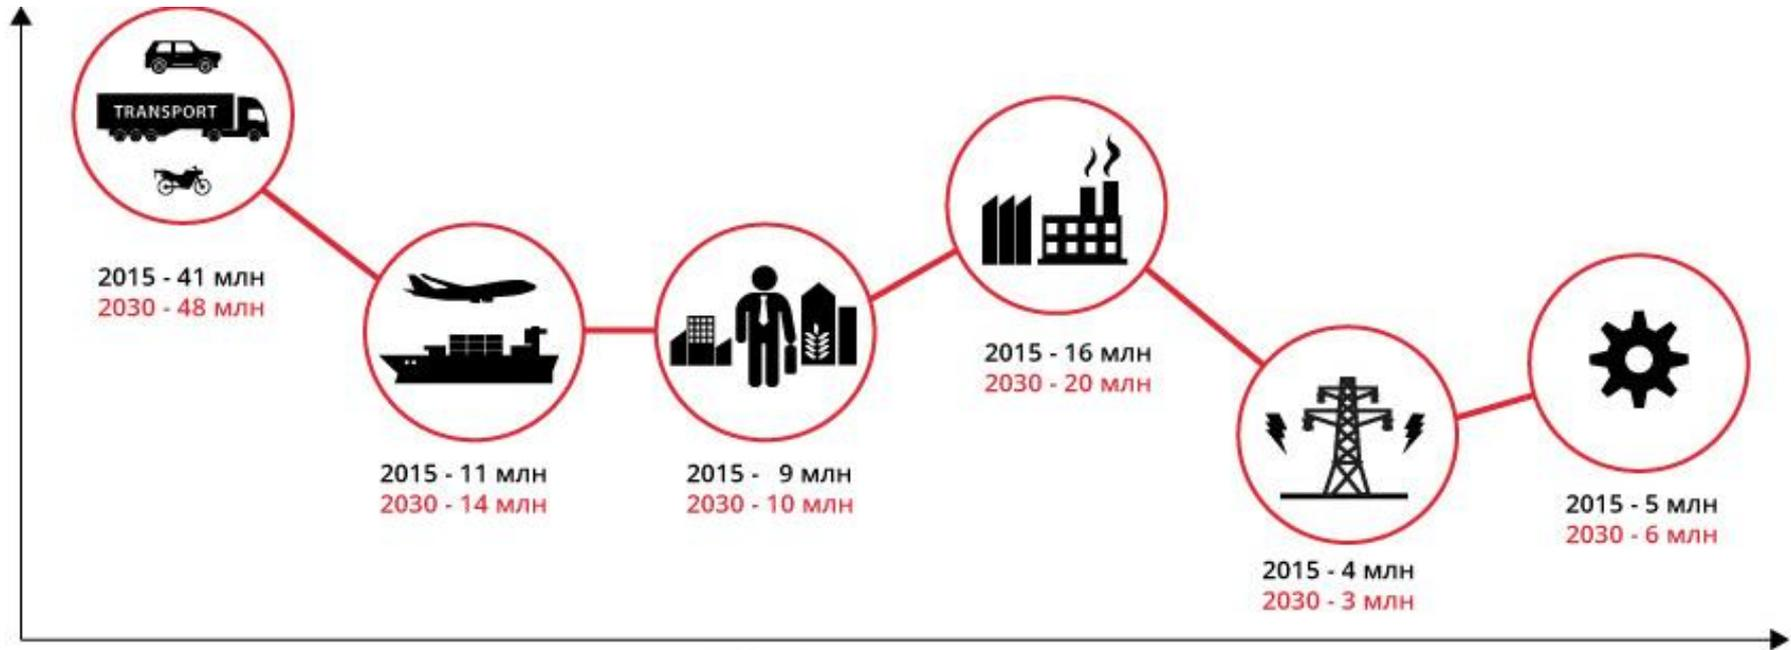 TRANSPORT
2015 - 41 млн
2030 - 48 млн
2015 - 11 млн
2030 - 14 млн
2015 - 9 млн
2030 - 10 млн
2015 - 16 млн
2030 - 20 млн
2015 - 4 млн
2030 - 3 млн
2015 - 5 млн
2030 - 6 млн